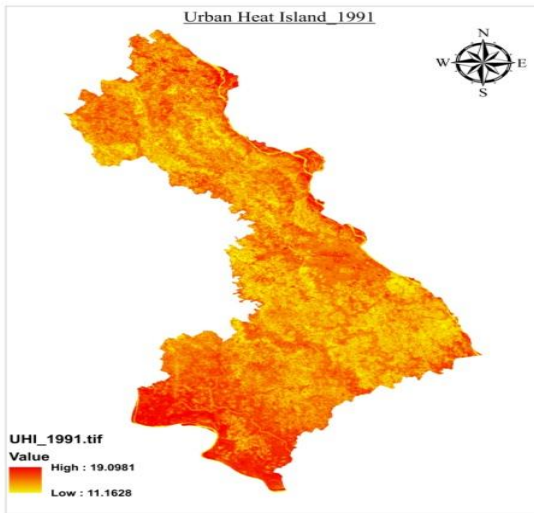 Urban Heat Island_1991
N
W E
S
UHI_1991.tif
Value
High : 19.0981
Low : 11.1628